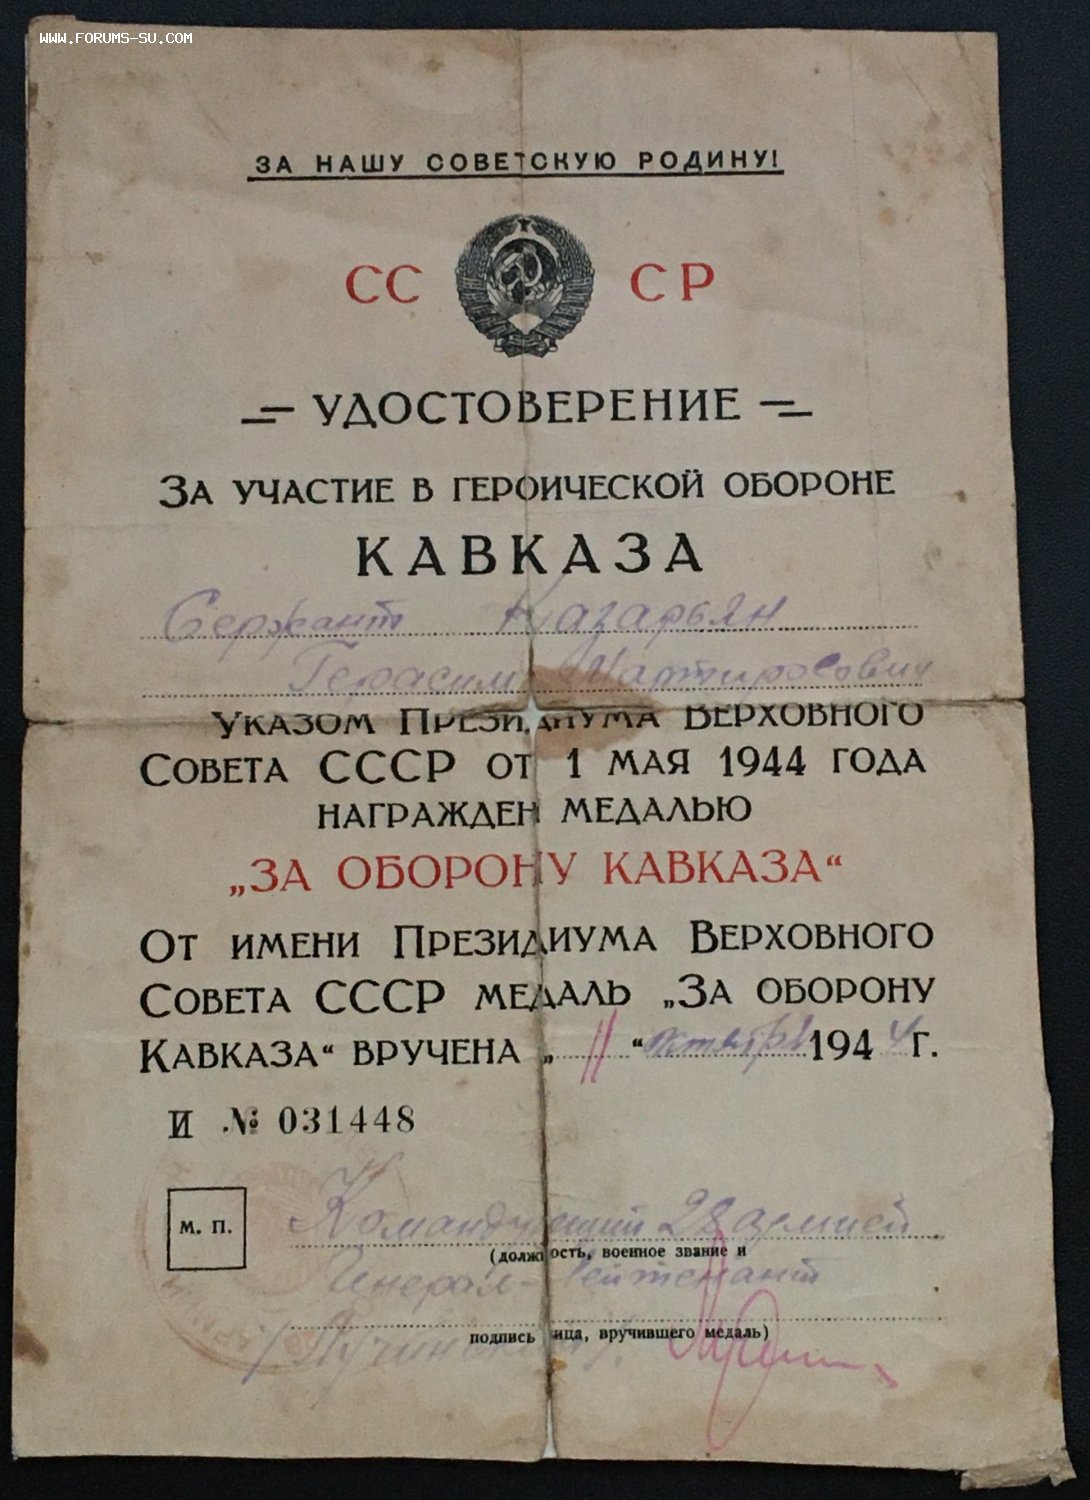 WWW.FORUMS-SU.COM
ЗА НАШУ СОВЕТСКУЮ РОДИНУ!
СС СР
УДОСТОВЕРЕНИЕ
ЗА УЧАСТИЕ В ГЕРОИЧЕСКОЙ ОБОРОНЕ
КАВКАЗА
Сержант Казарьян
Герасим Мартиросович
УКАЗОМ ПРЕЗИДИУМА ВЕРХОВНОГО
СОВЕТА СССР ОТ 1 МАЯ 1944 ГОДА
НАГРАЖДЕН МЕДАЛЬЮ
„ЗА ОБОРОНУ КАВКАЗА“
ОТ ИМЕНИ ПРЕЗИДИУМА ВЕРХОВНОГО
СОВЕТА СССР МЕДАЛЬ „ЗА ОБОРОНУ
КАВКАЗА“ ВРУЧЕНА „11“ октября 1944 Г.
И № 031448
М. П.
Командующий 28 армией
(должность, военное звание и
Генерал-лейтенант
подпись лица, вручившего медаль)
/Лучинский/.